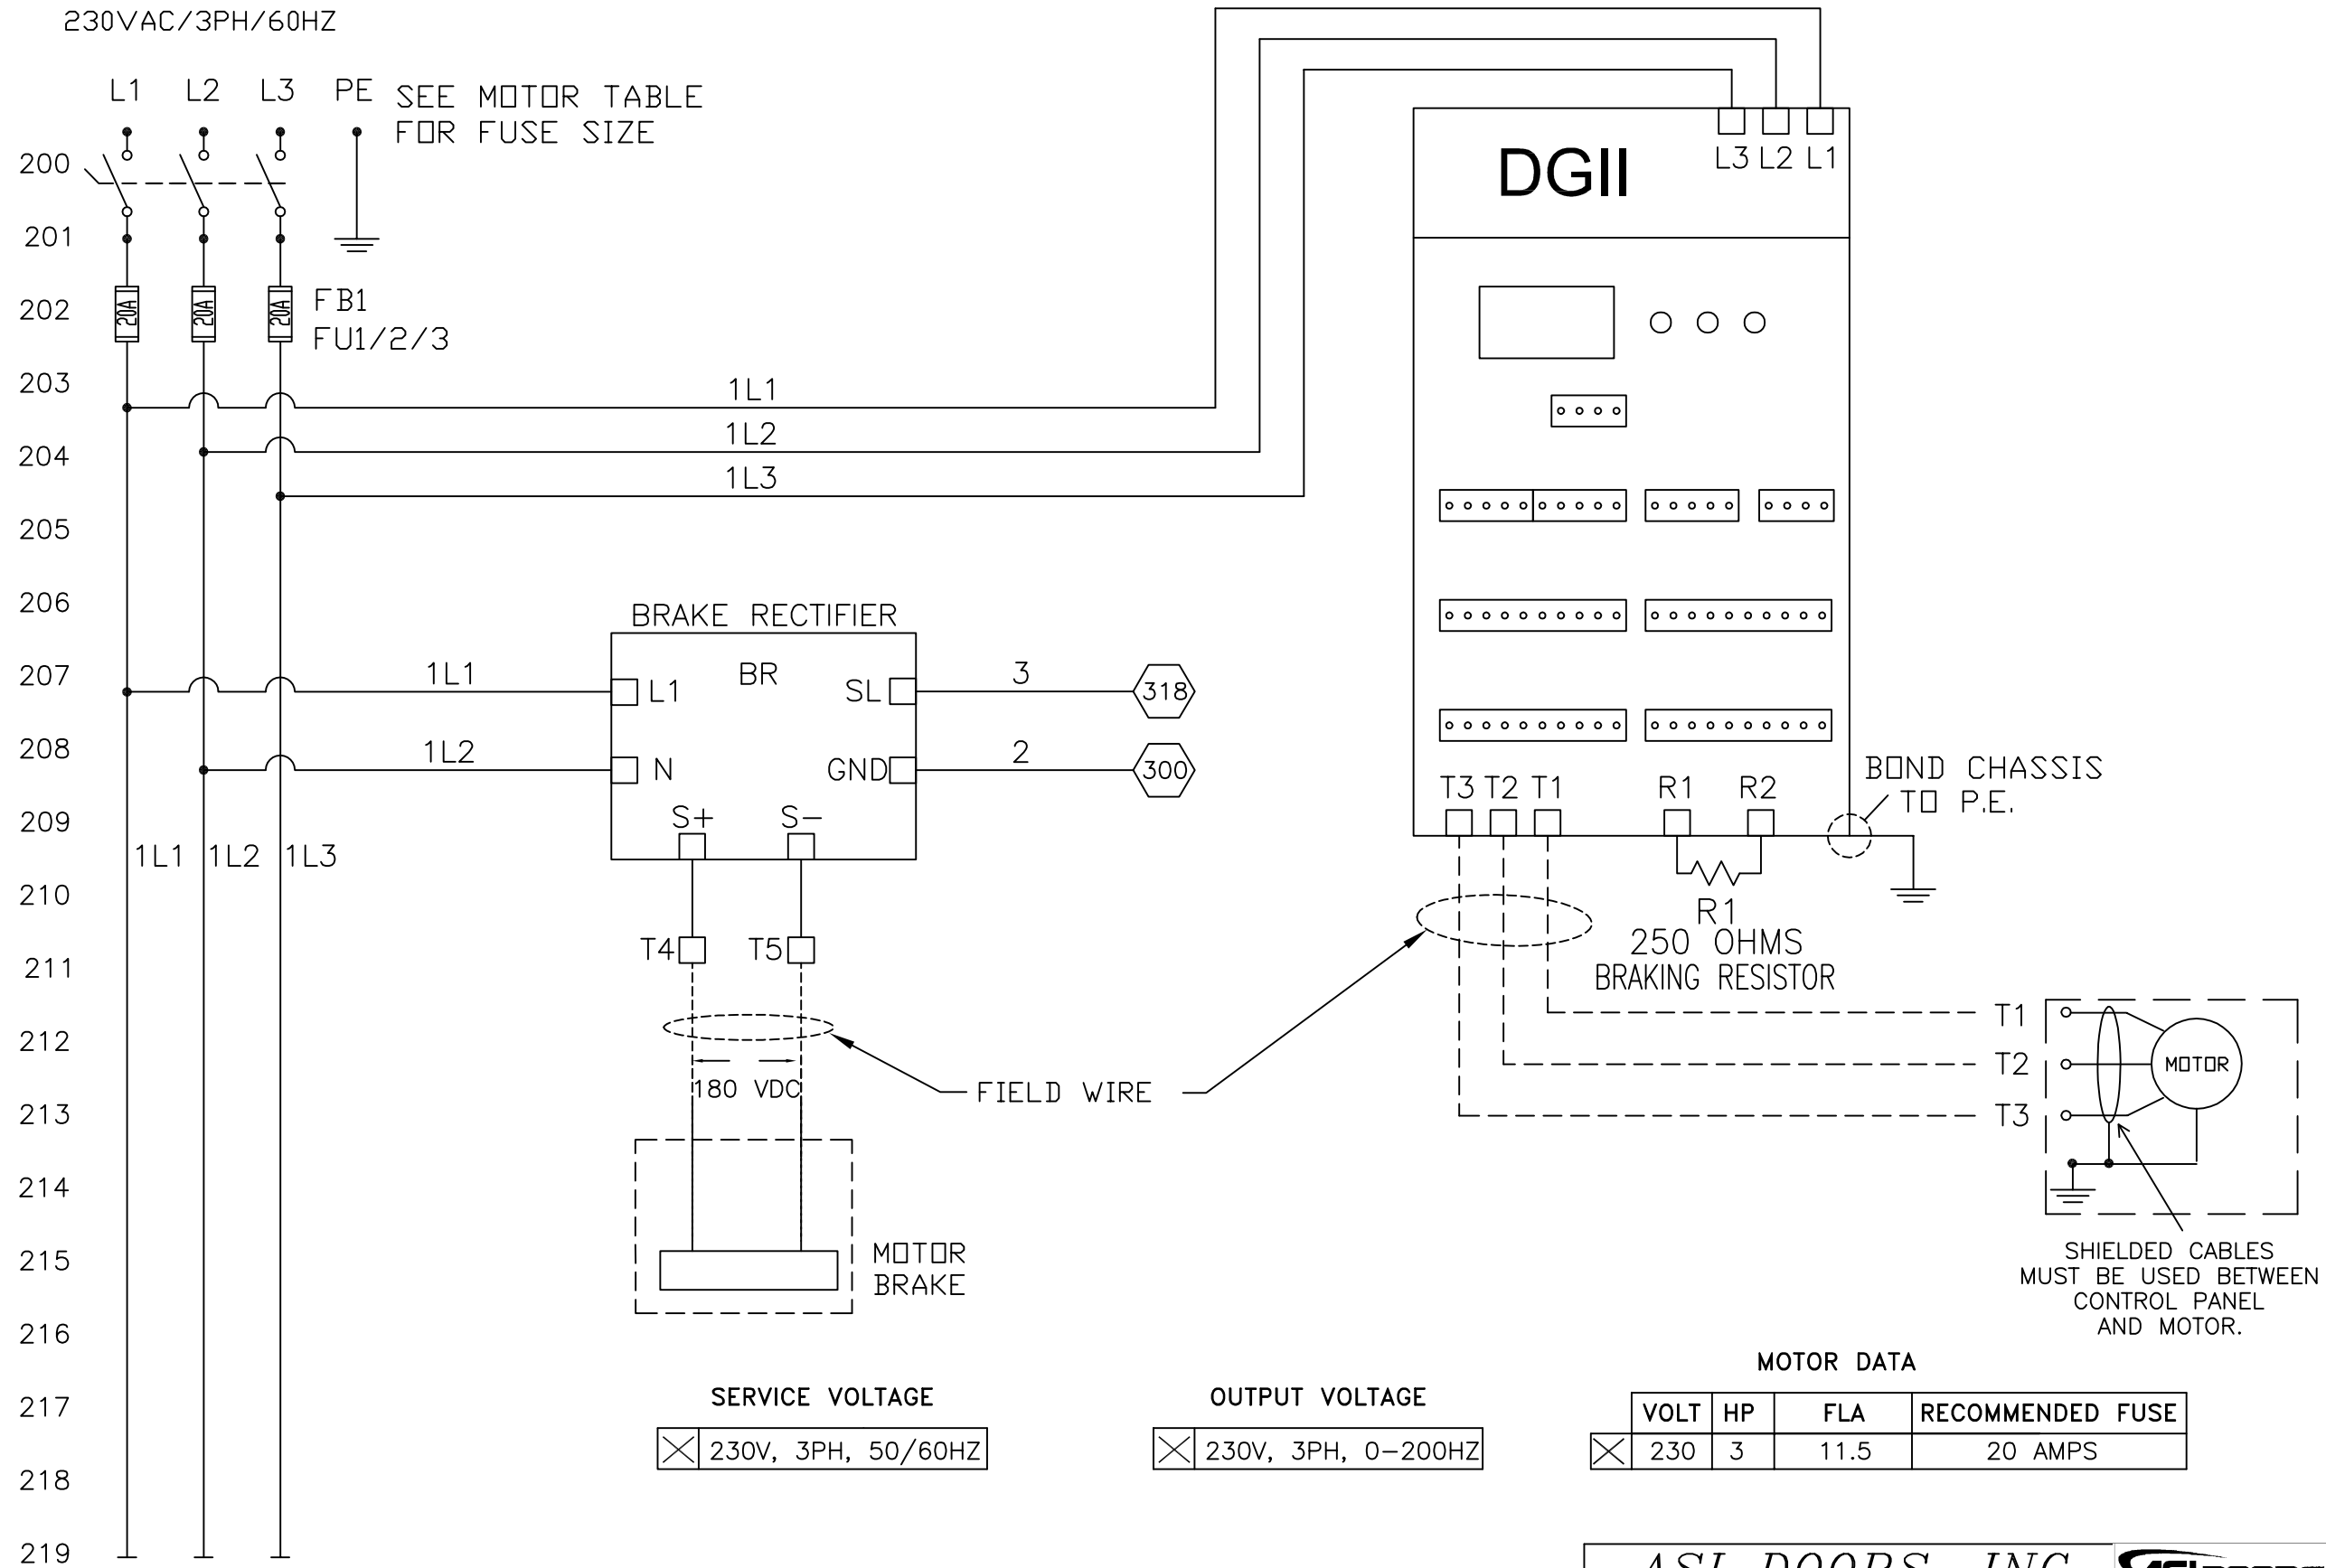 230VAC/3PH/60HZ
L1 L2 L3 PE
SEE MOTOR TABLE
FOR FUSE SIZE
200
201
202
203
204
205
206
207
208
209
210
211
212
213
214
215
216
217
218
219
20A 20A 20A
FB1
FU1/2/3
1L1
1L2
1L3
DGII
L3 L2 L1
BRAKE RECTIFIER
BR
1L1
L1
SL
3
318
1L2
N
GND
2
300
S+ S-
1L1 1L2 1L3
T4 T5
180 VDC
FIELD WIRE
MOTOR
BRAKE
T3 T2 T1
R1 R2
BOND CHASSIS
TO P.E.
R1
250 OHMS
BRAKING RESISTOR
T1
T2
T3
MOTOR
SHIELDED CABLES
MUST BE USED BETWEEN
CONTROL PANEL
AND MOTOR.
SERVICE VOLTAGE
230V, 3PH, 50/60HZ
OUTPUT VOLTAGE
230V, 3PH, 0-200HZ
MOTOR DATA
VOLT HP FLA RECOMMENDED FUSE
230 3 11.5 20 AMPS
ASI DOORS, INC.